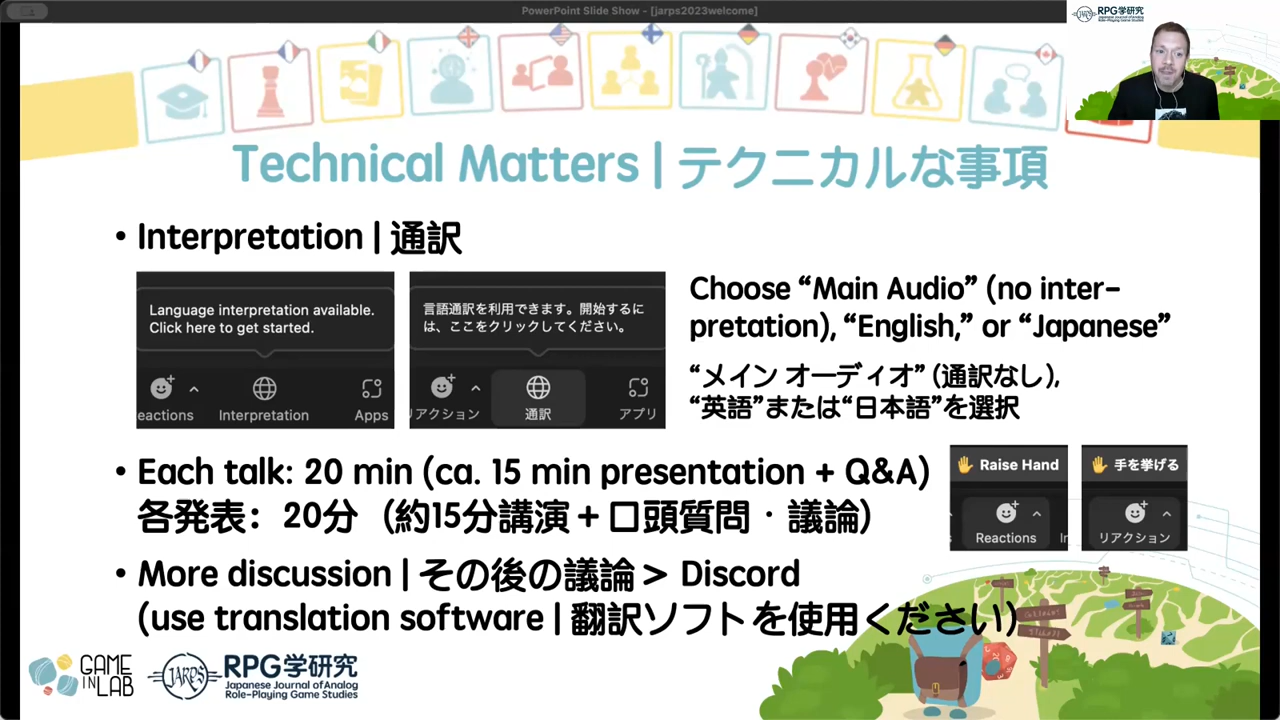 PowerPoint Slide Show - [jarps2023welcome]
JARPS RPG学研究
Japanese Journal of Analog
Role-Playing Game Studies
Technical Matters | テクニカルな事項
• Interpretation | 通訳
Language interpretation available.
Click here to get started.
eactions Interpretation Apps
言語通訳を利用できます。開始するに
は、ここをクリックしてください。
リアクション 通訳 アプリ
Choose “Main Audio” (no inter-
pretation), “English,” or “Japanese”
“メイン オーディオ” (通訳なし),
“英語”または“日本語”を選択
• Each talk: 20 min (ca. 15 min presentation + Q&A)
各発表：20分（約15分講演＋口頭質問・議論）
Raise Hand
Reactions
手を挙げる
リアクション
• More discussion | その後の議論 > Discord
(use translation software | 翻訳ソフトを使用ください)
GAME
IN LAB
JARPS RPG学研究
Japanese Journal of Analog
Role-Playing Game Studies